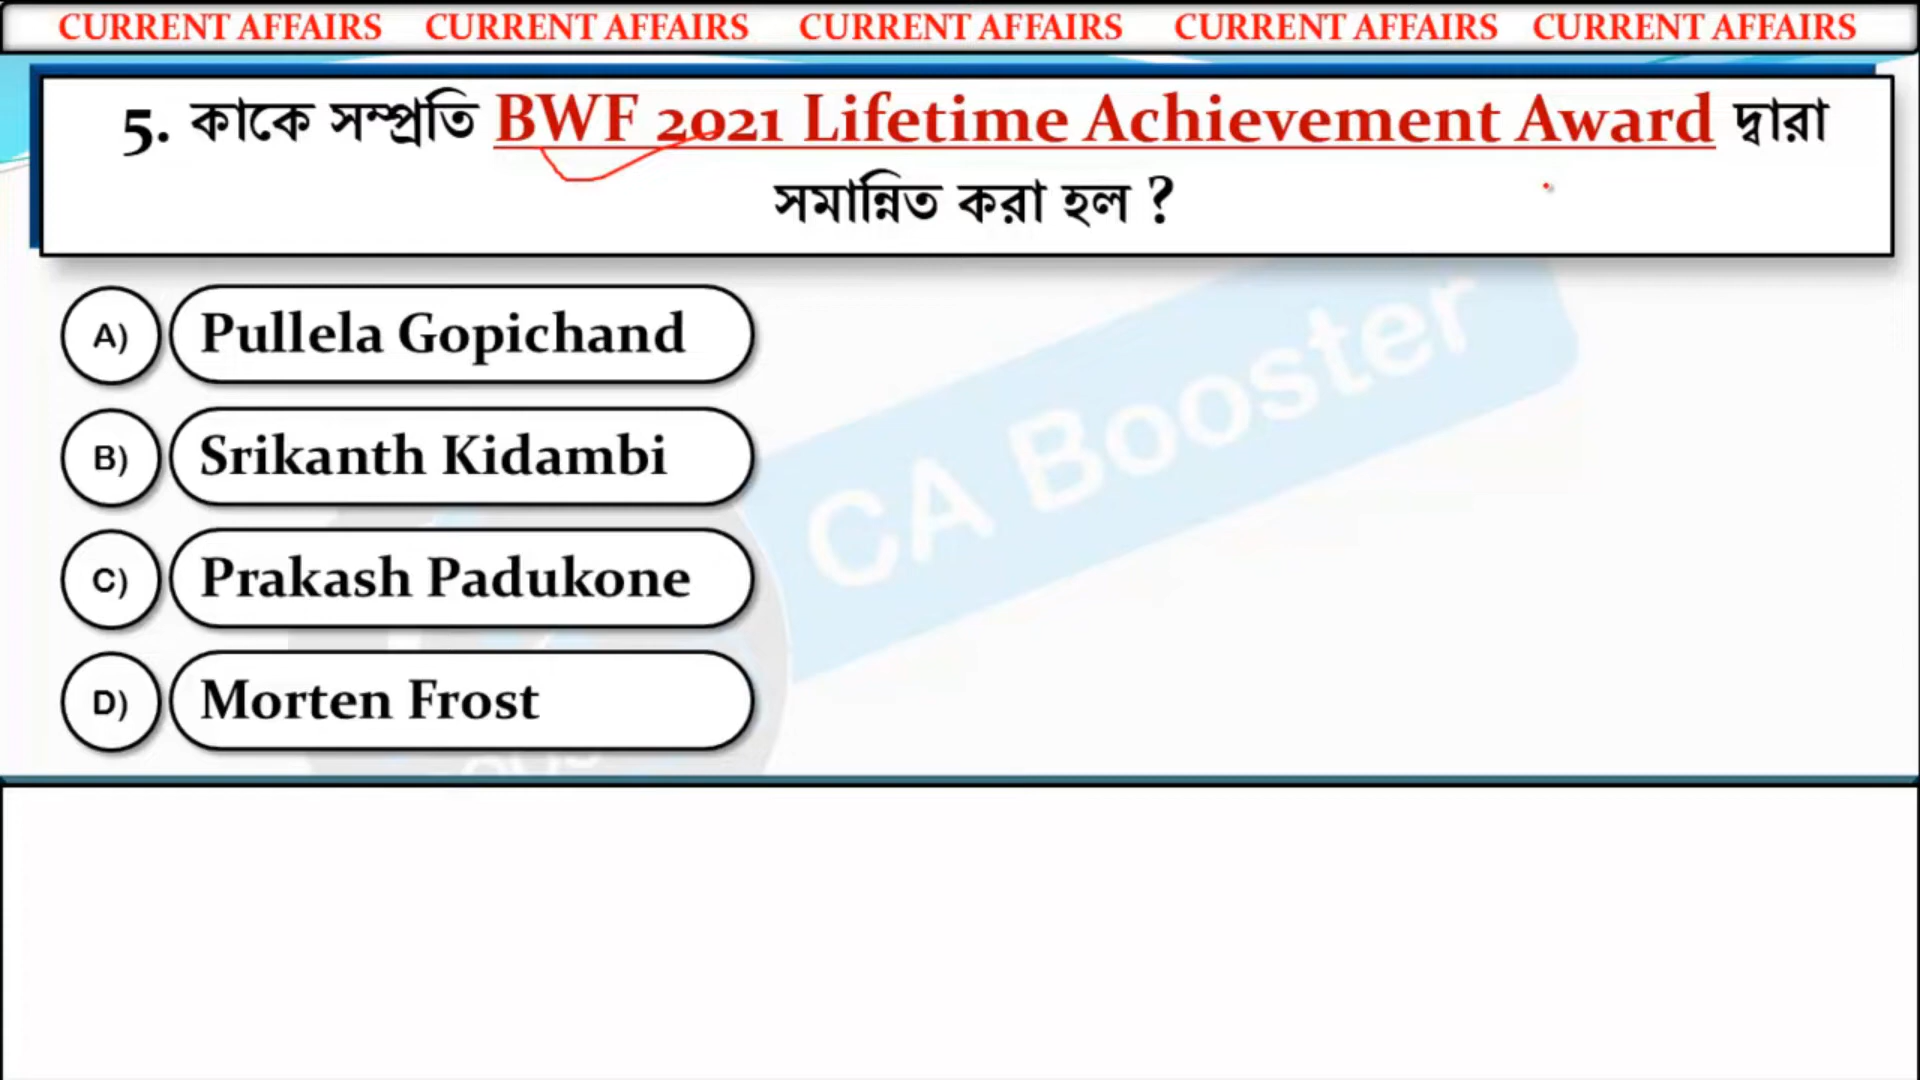 CURRENT AFFAIRS CURRENT AFFAIRS CURRENT AFFAIRS CURRENT AFFAIRS CURRENT AFFAIRS
5. কাকে সম্প্রতি BWF 2021 Lifetime Achievement Award দ্বারা
সমান্নিত করা হল ?
A) Pullela Gopichand
B) Srikanth Kidambi
C) Prakash Padukone
D) Morten Frost
CA Booster